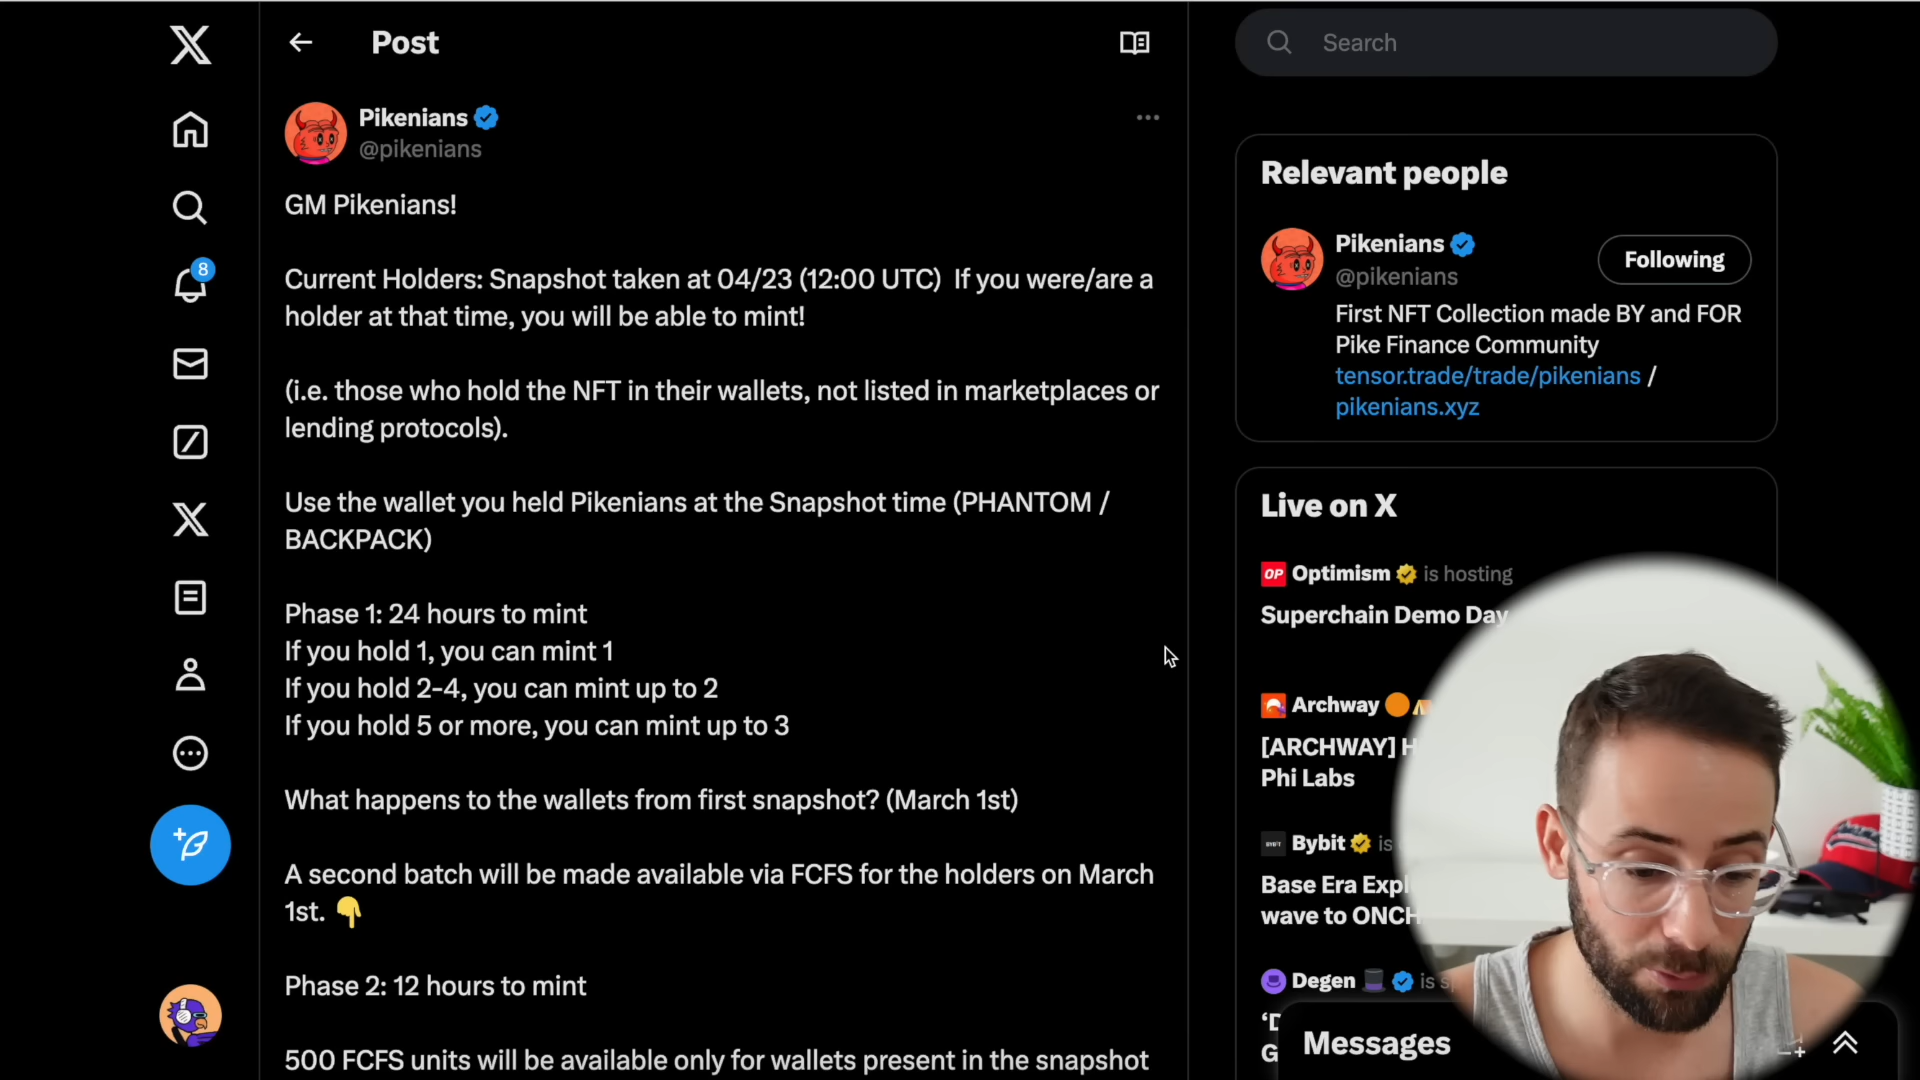 Post
Search
Pikenians
@pikenians
GM Pikenians!
Current Holders: Snapshot taken at 04/23 (12:00 UTC)  If you were/are a
holder at that time, you will be able to mint!
(i.e. those who hold the NFT in their wallets, not listed in marketplaces or
lending protocols).
Use the wallet you held Pikenians at the Snapshot time (PHANTOM /
BACKPACK)
Phase 1: 24 hours to mint
If you hold 1, you can mint 1
If you hold 2-4, you can mint up to 2
If you hold 5 or more, you can mint up to 3
What happens to the wallets from first snapshot? (March 1st)
A second batch will be made available via FCFS for the holders on March
1st. 👇
Phase 2: 12 hours to mint
500 FCFS units will be available only for wallets present in the snapshot
8
Relevant people
Pikenians
@pikenians
Following
First NFT Collection made BY and FOR
Pike Finance Community
tensor.trade/trade/pikenians /
pikenians.xyz
Live on X
OP Optimism is hosting
Superchain Demo Day
Archway
[ARCHWAY]
Phi Labs
Bybit is
Base Era
wave to
Degen is
Messages